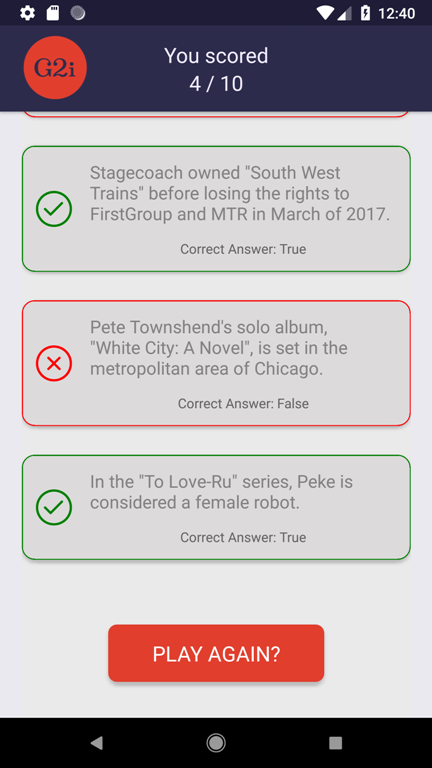 12:40
G2i
You scored
4 / 10
Stagecoach owned "South West
Trains" before losing the rights to
FirstGroup and MTR in March of 2017.
Correct Answer: True
Pete Townshend's solo album,
"White City: A Novel", is set in the
metropolitan area of Chicago.
Correct Answer: False
In the "To Love-Ru" series, Peke is
considered a female robot.
Correct Answer: True
PLAY AGAIN?